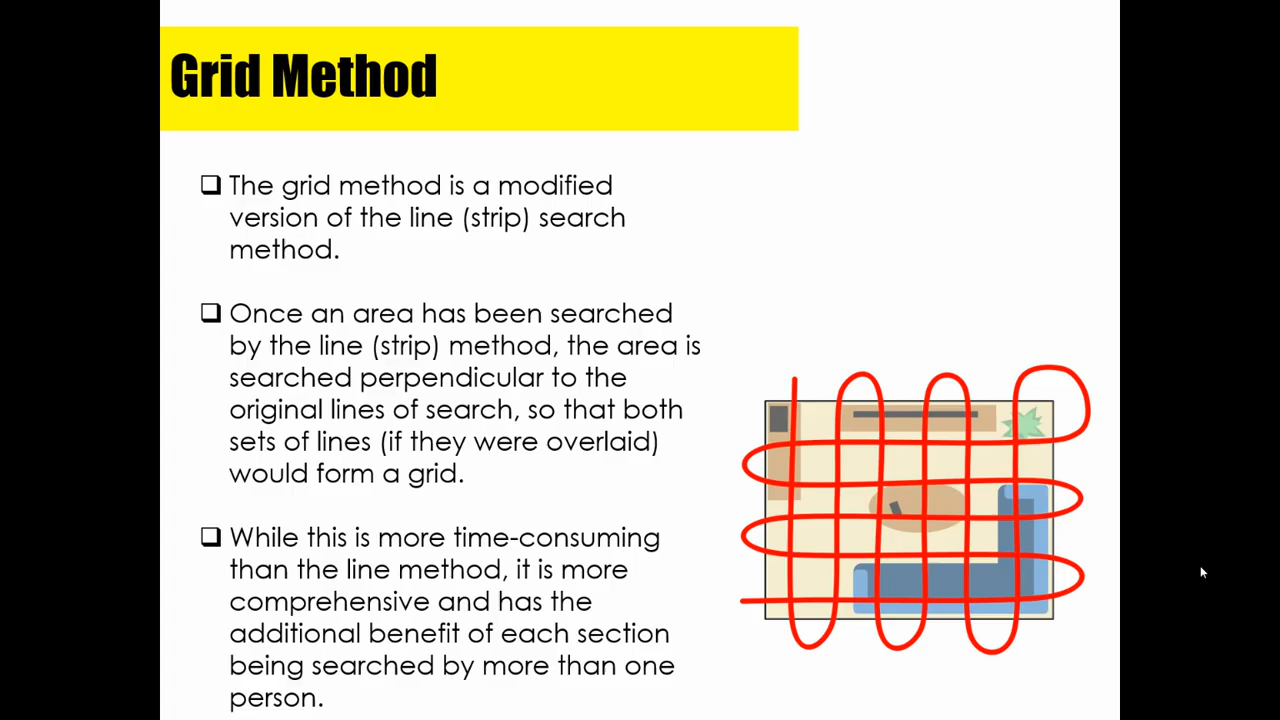 Grid Method
❑ The grid method is a modified
version of the line (strip) search
method.
❑ Once an area has been searched
by the line (strip) method, the area is
searched perpendicular to the
original lines of search, so that both
sets of lines (if they were overlaid)
would form a grid.
❑ While this is more time-consuming
than the line method, it is more
comprehensive and has the
additional benefit of each section
being searched by more than one
person.